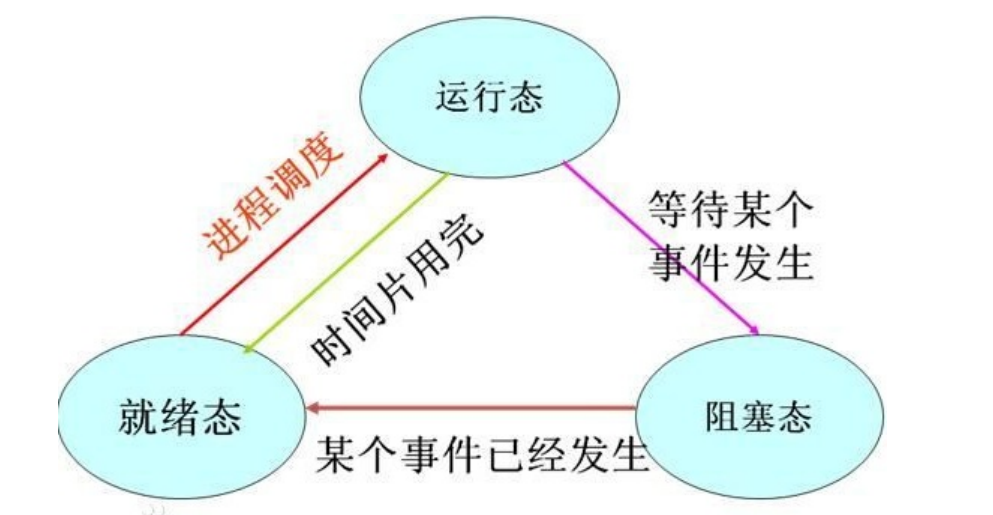 运行态
进程调度
等待某个
事件发生
时间片用完
就绪态
阻塞态
某个事件已经发生